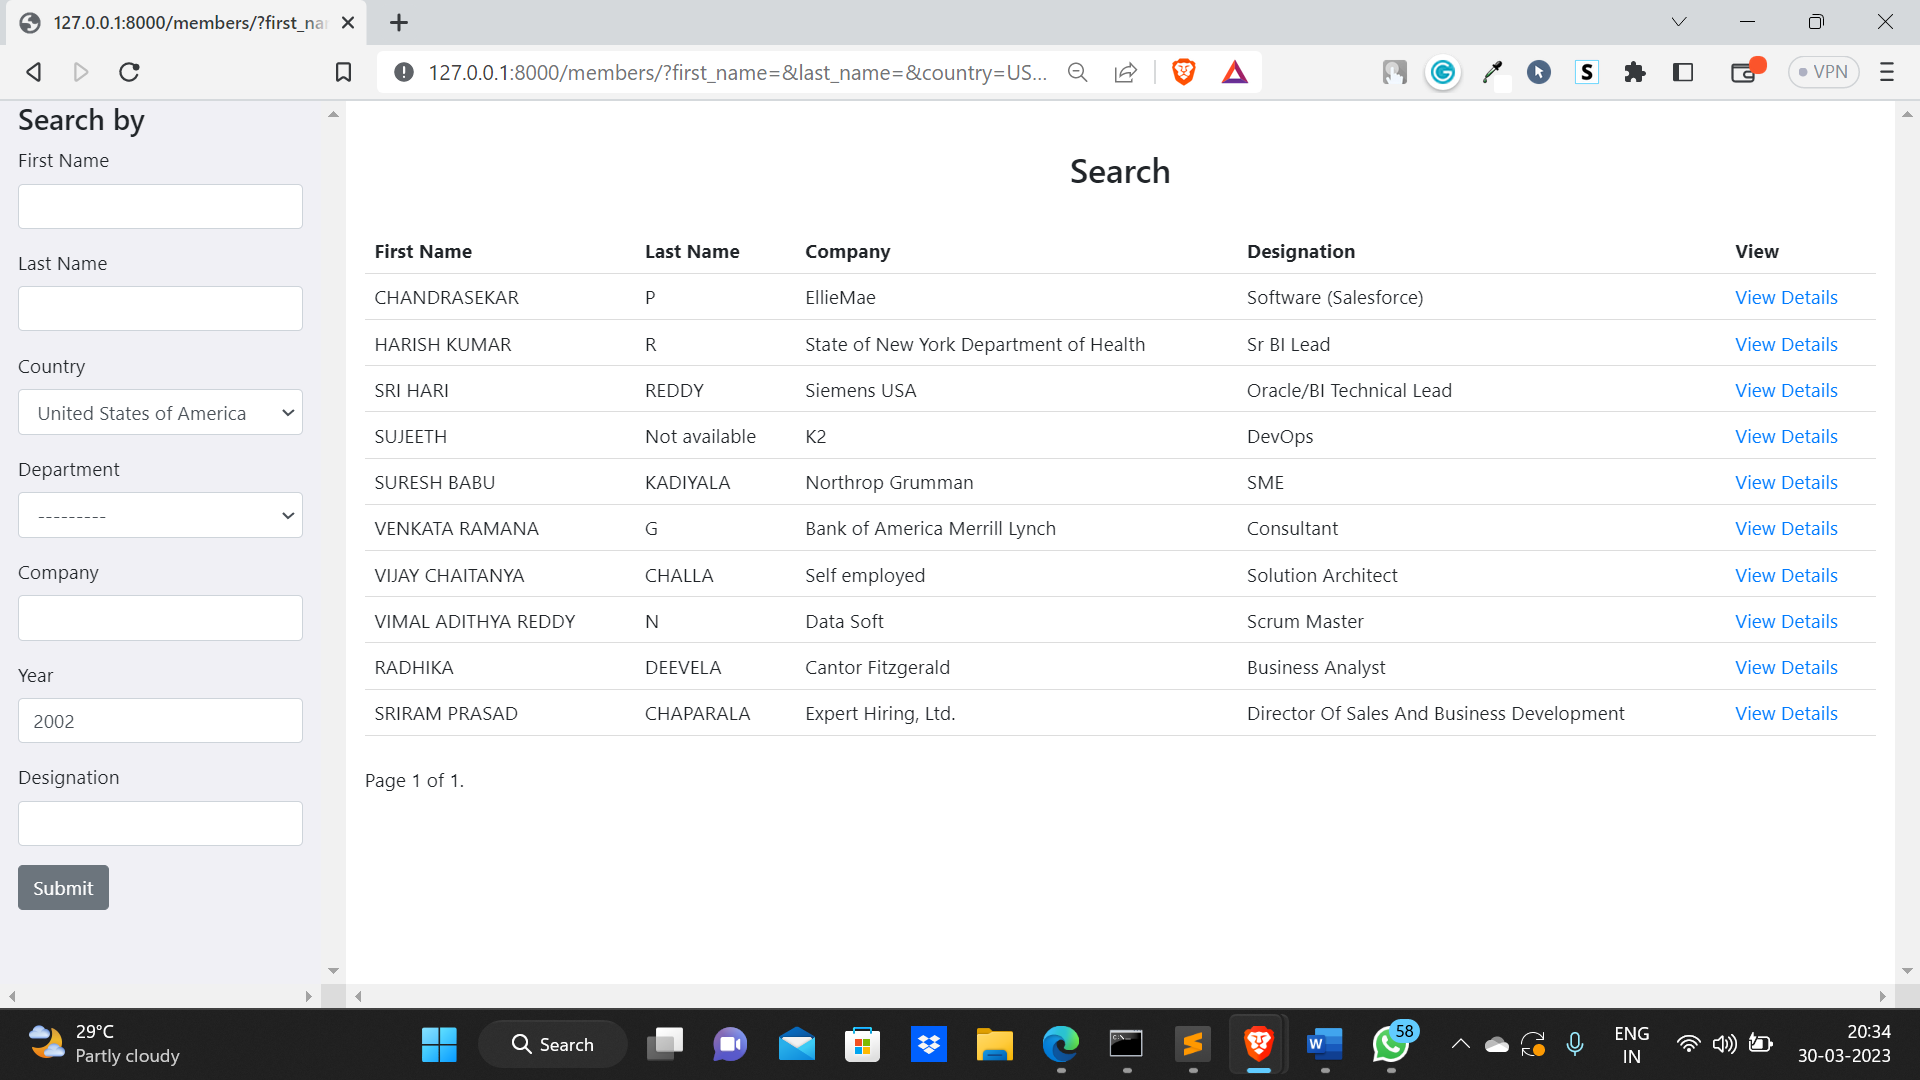 127.0.0.1:8000/members/?first_na
127.0.0.1:8000/members/?first_name=&last_name=&country=US...
VPN
Search by
First Name
Last Name
Country
United States of America
Department
---------
Company
Year
2002
Designation
Submit
Search
First Name Last Name Company Designation View
CHANDRASEKAR P EllieMae Software (Salesforce) View Details
HARISH KUMAR R State of New York Department of Health Sr BI Lead View Details
SRI HARI REDDY Siemens USA Oracle/BI Technical Lead View Details
SUJEETH Not available K2 DevOps View Details
SURESH BABU KADIYALA Northrop Grumman SME View Details
VENKATA RAMANA G Bank of America Merrill Lynch Consultant View Details
VIJAY CHAITANYA CHALLA Self employed Solution Architect View Details
VIMAL ADITHYA REDDY N Data Soft Scrum Master View Details
RADHIKA DEEVELA Cantor Fitzgerald Business Analyst View Details
SRIRAM PRASAD CHAPARALA Expert Hiring, Ltd. Director Of Sales And Business Development View Details
Page 1 of 1.
29°C
Partly cloudy
Search
58
ENG
IN
20:34
30-03-2023